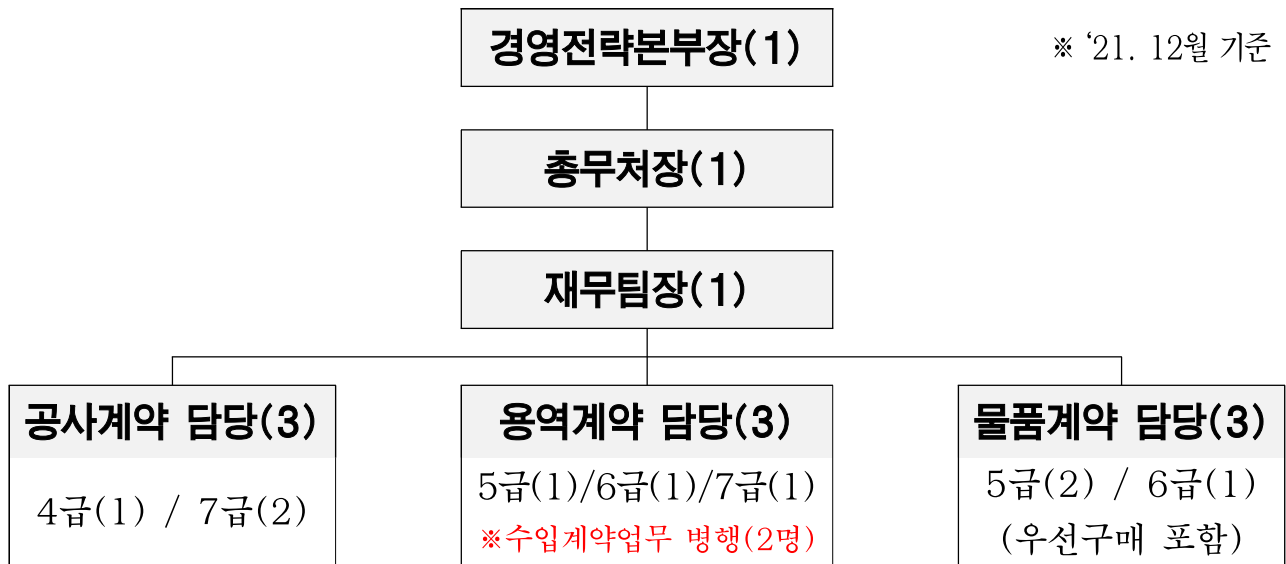 경영전략본부장(1)
※ ‘21. 12월 기준
총무처장(1)
재무팀장(1)
공사계약 담당(3)
4급(1) / 7급(2)
용역계약 담당(3)
5급(1)/6급(1)/7급(1)
※수입계약업무 병행(2명)
물품계약 담당(3)
5급(2) / 6급(1)
(우선구매 포함)